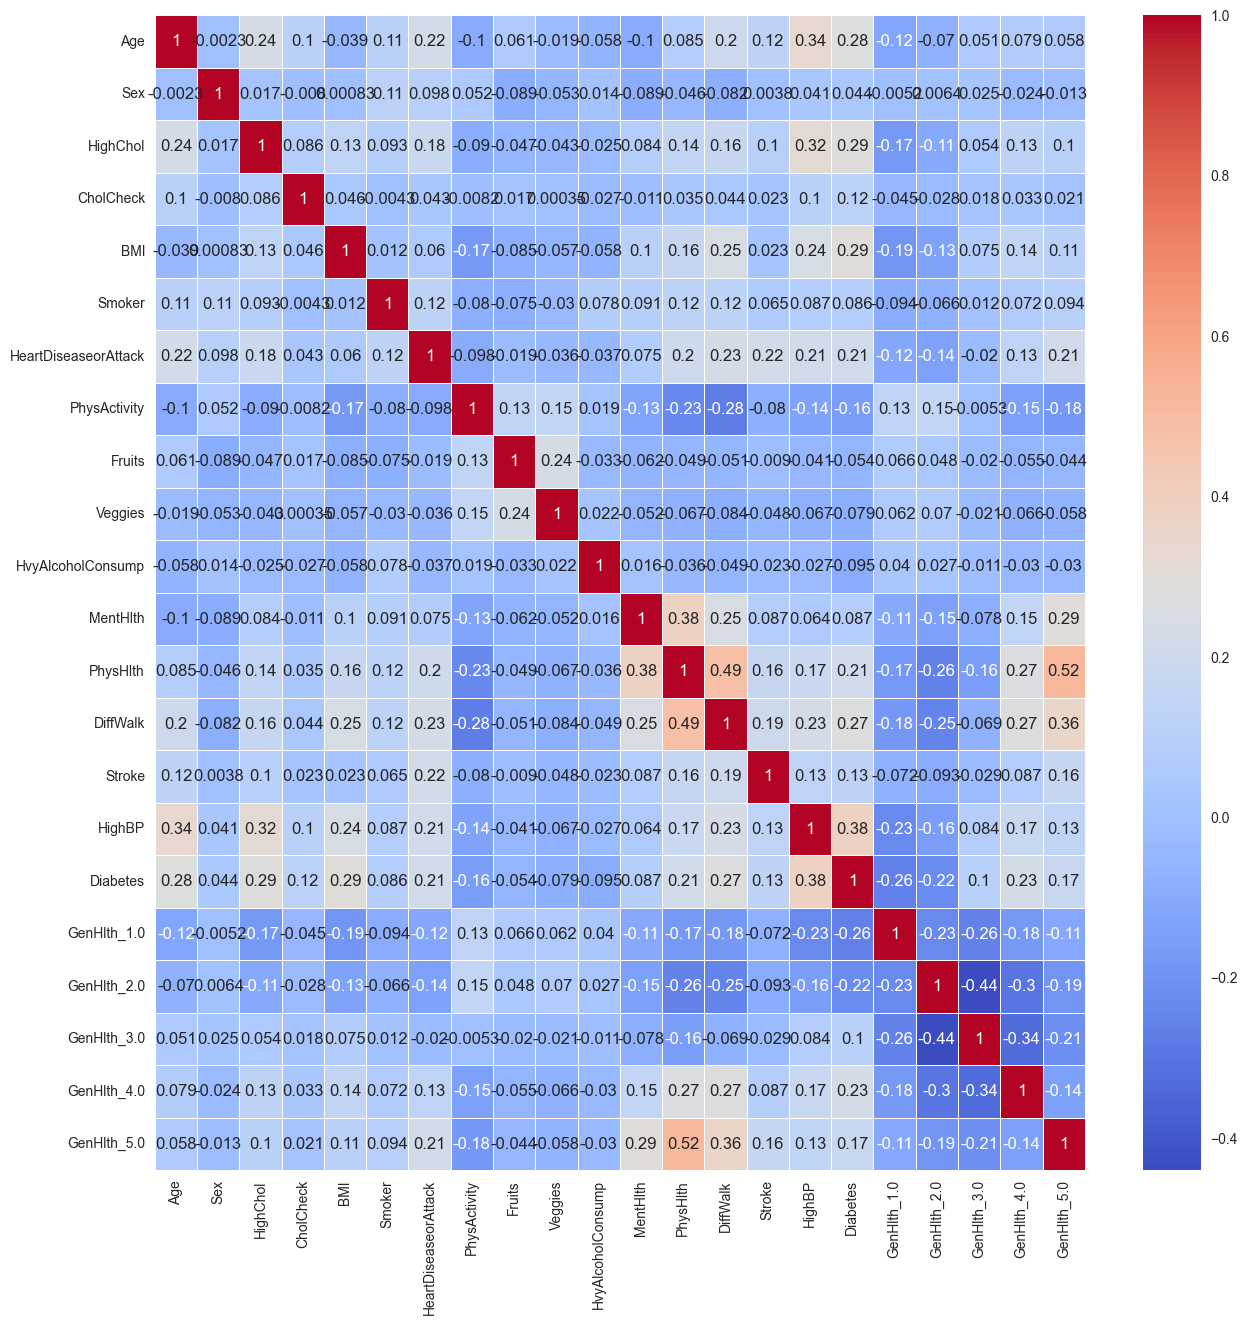 Age 1 -0.0023 0.24 0.1 -0.039 0.11 0.22 -0.1 0.061 -0.019 -0.058 -0.1 0.085 0.2 0.12 0.34 0.28 -0.12 -0.07 0.051 0.079 0.058
Sex -0.0023 1 0.017 -0.008 0.00083 0.11 0.098 0.052 -0.089 -0.053 0.014 -0.089 -0.046 -0.082 0.0038 0.041 0.044 -0.0052 0.0064 0.025 -0.024 -0.013
HighChol 0.24 0.017 1 0.086 0.13 0.093 0.18 -0.09 -0.047 -0.043 -0.025 0.084 0.14 0.16 0.1 0.32 0.29 -0.17 -0.11 0.054 0.13 0.1
CholCheck 0.1 -0.008 0.086 1 0.046 -0.0043 0.043 -0.0082 0.017 0.00035 -0.027 -0.011 0.035 0.044 0.023 0.1 0.12 -0.045 -0.028 0.018 0.033 0.021
BMI -0.039 0.00083 0.13 0.046 1 0.012 0.06 -0.17 -0.085 -0.057 -0.058 0.1 0.16 0.25 0.023 0.24 0.29 -0.19 -0.13 0.075 0.14 0.11
Smoker 0.11 0.11 0.093 -0.0043 0.012 1 0.12 -0.08 -0.075 -0.03 0.078 0.091 0.12 0.12 0.065 0.087 0.086 -0.094 -0.066 0.012 0.072 0.094
HeartDiseaseorAttack 0.22 0.098 0.18 0.043 0.06 0.12 1 -0.098 -0.019 -0.036 -0.037 0.075 0.2 0.23 0.22 0.21 0.21 -0.12 -0.14 -0.02 0.13 0.21
PhysActivity -0.1 0.052 -0.09 -0.0082 -0.17 -0.08 -0.098 1 0.13 0.15 0.019 -0.13 -0.23 -0.28 -0.08 -0.14 -0.16 0.13 0.15 -0.0053 -0.15 -0.18
Fruits 0.061 -0.089 -0.047 0.017 -0.085 -0.075 -0.019 0.13 1 0.24 -0.033 -0.062 -0.049 -0.051 -0.009 -0.041 -0.054 0.066 0.048 -0.02 -0.055 -0.044
Veggies -0.019 -0.053 -0.043 0.00035 -0.057 -0.03 -0.036 0.15 0.24 1 0.022 -0.052 -0.067 -0.084 -0.048 -0.067 -0.079 0.062 0.07 -0.021 -0.066 -0.058
HvyAlcoholConsump -0.058 0.014 -0.025 -0.027 -0.058 0.078 -0.037 0.019 -0.033 0.022 1 0.016 -0.036 -0.049 -0.023 -0.027 -0.095 0.04 0.027 -0.011 -0.03 -0.03
MentHlth -0.1 -0.089 0.084 -0.011 0.1 0.091 0.075 -0.13 -0.062 -0.052 0.016 1 0.38 0.25 0.087 0.064 0.087 -0.11 -0.15 -0.078 0.15 0.29
PhysHlth 0.085 -0.046 0.14 0.035 0.16 0.12 0.2 -0.23 -0.049 -0.067 -0.036 0.38 1 0.49 0.16 0.17 0.21 -0.17 -0.26 -0.16 0.27 0.52
DiffWalk 0.2 -0.082 0.16 0.044 0.25 0.12 0.23 -0.28 -0.051 -0.084 -0.049 0.25 0.49 1 0.19 0.23 0.27 -0.18 -0.25 -0.069 0.27 0.36
Stroke 0.12 0.0038 0.1 0.023 0.023 0.065 0.22 -0.08 -0.009 -0.048 -0.023 0.087 0.16 0.19 1 0.13 0.13 -0.072 -0.093 -0.029 0.087 0.16
HighBP 0.34 0.041 0.32 0.1 0.24 0.087 0.21 -0.14 -0.041 -0.067 -0.027 0.064 0.17 0.23 0.13 1 0.38 -0.23 -0.16 0.084 0.17 0.13
Diabetes 0.28 0.044 0.29 0.12 0.29 0.086 0.21 -0.16 -0.054 -0.079 -0.095 0.087 0.21 0.27 0.13 0.38 1 -0.26 -0.22 0.1 0.23 0.17
GenHlth_1.0 -0.12 -0.0052 -0.17 -0.045 -0.19 -0.094 -0.12 0.13 0.066 0.062 0.04 -0.11 -0.17 -0.18 -0.072 -0.23 -0.26 1 -0.23 -0.26 -0.18 -0.11
GenHlth_2.0 -0.07 0.0064 -0.11 -0.028 -0.13 -0.066 -0.14 0.15 0.048 0.07 0.027 -0.15 -0.26 -0.25 -0.093 -0.16 -0.22 -0.23 1 -0.44 -0.3 -0.19
GenHlth_3.0 0.051 0.025 0.054 0.018 0.075 0.012 -0.02 -0.0053 -0.02 -0.021 -0.011 -0.078 -0.16 -0.069 -0.029 0.084 0.1 -0.26 -0.44 1 -0.34 -0.21
GenHlth_4.0 0.079 -0.024 0.13 0.033 0.14 0.072 0.13 -0.15 -0.055 -0.066 -0.03 0.15 0.27 0.27 0.087 0.17 0.23 -0.18 -0.3 -0.34 1 -0.14
GenHlth_5.0 0.058 -0.013 0.1 0.021 0.11 0.094 0.21 -0.18 -0.044 -0.058 -0.03 0.29 0.52 0.36 0.16 0.13 0.17 -0.11 -0.19 -0.21 -0.14 1
Age
Sex
HighChol
CholCheck
BMI
Smoker
HeartDiseaseorAttack
PhysActivity
Fruits
Veggies
HvyAlcoholConsump
MentHlth
PhysHlth
DiffWalk
Stroke
HighBP
Diabetes
GenHlth_1.0
GenHlth_2.0
GenHlth_3.0
GenHlth_4.0
GenHlth_5.0
1.0
0.8
0.6
0.4
0.2
0.0
−0.2
−0.4